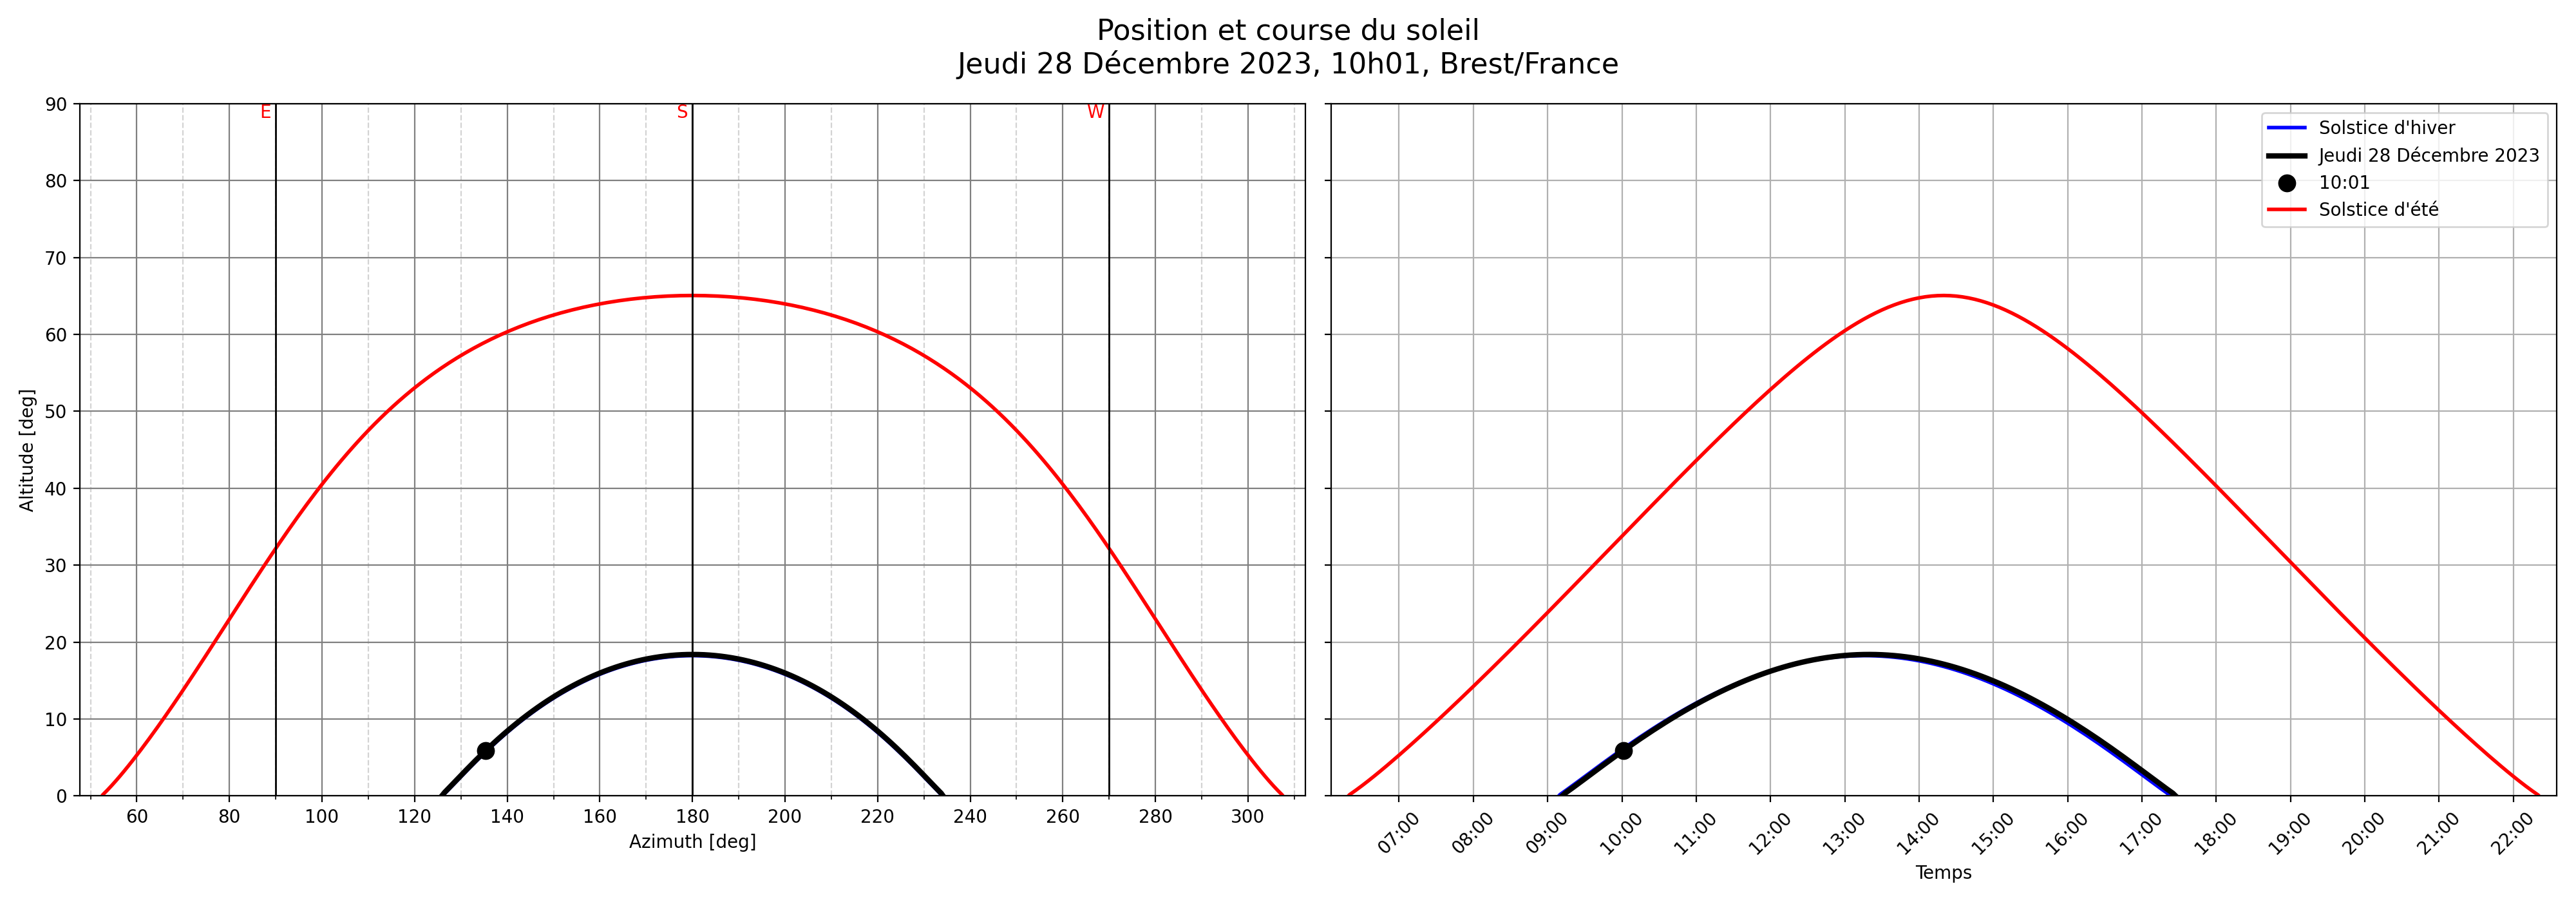 Position et course du soleil
Jeudi 28 Décembre 2023, 10h01, Brest/France
90
80
70
60
50
40
30
20
10
0
Altitude [deg]
E
S
W
60 80 100 120 140 160 180 200 220 240 260 280 300
Azimuth [deg]
Solstice d'hiver
Jeudi 28 Décembre 2023
10:01
Solstice d'été
07:00 08:00 09:00 10:00 11:00 12:00 13:00 14:00 15:00 16:00 17:00 18:00 19:00 20:00 21:00 22:00
Temps